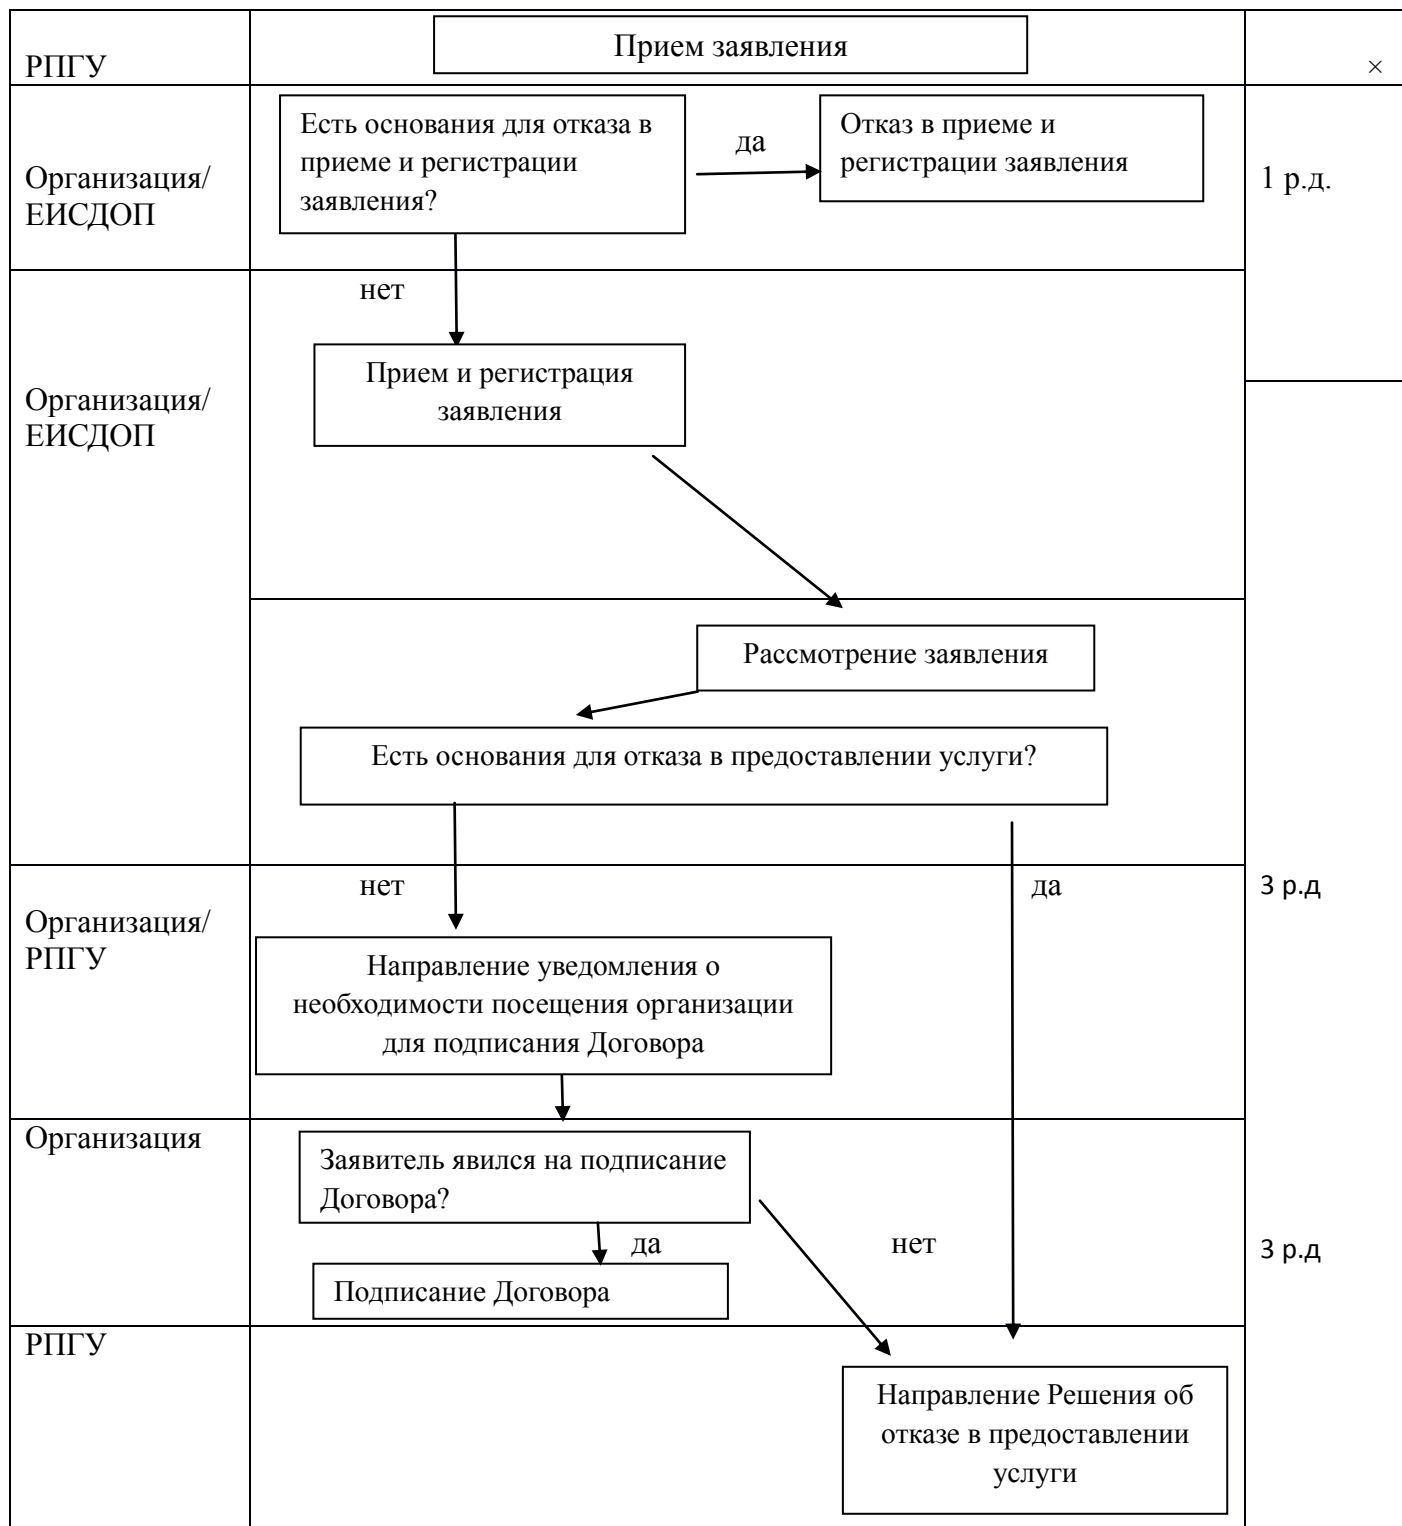 РПГУ
Прием заявления
×
Организация/
ЕИСДОП
Есть основания для отказа в
приеме и регистрации
заявления?
да
Отказ в приеме и
регистрации заявления
1 р.д.
нет
Организация/
ЕИСДОП
Прием и регистрация
заявления
Рассмотрение заявления
Есть основания для отказа в предоставлении услуги?
нет
да
3 р.д
Организация/
РПГУ
Направление уведомления о
необходимости посещения организации
для подписания Договора
Организация
Заявитель явился на подписание
Договора?
да
нет
3 р.д
Подписание Договора
РПГУ
Направление Решения об
отказе в предоставлении
услуги